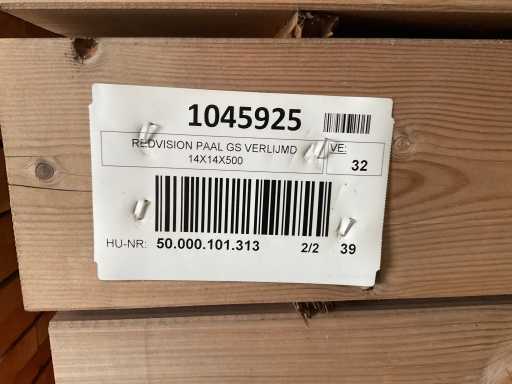 1045925
REDVISION PAAL GS VERLIJMD
14X14X500
VE:
32
HU-NR: 50.000.101.313 2/2 39